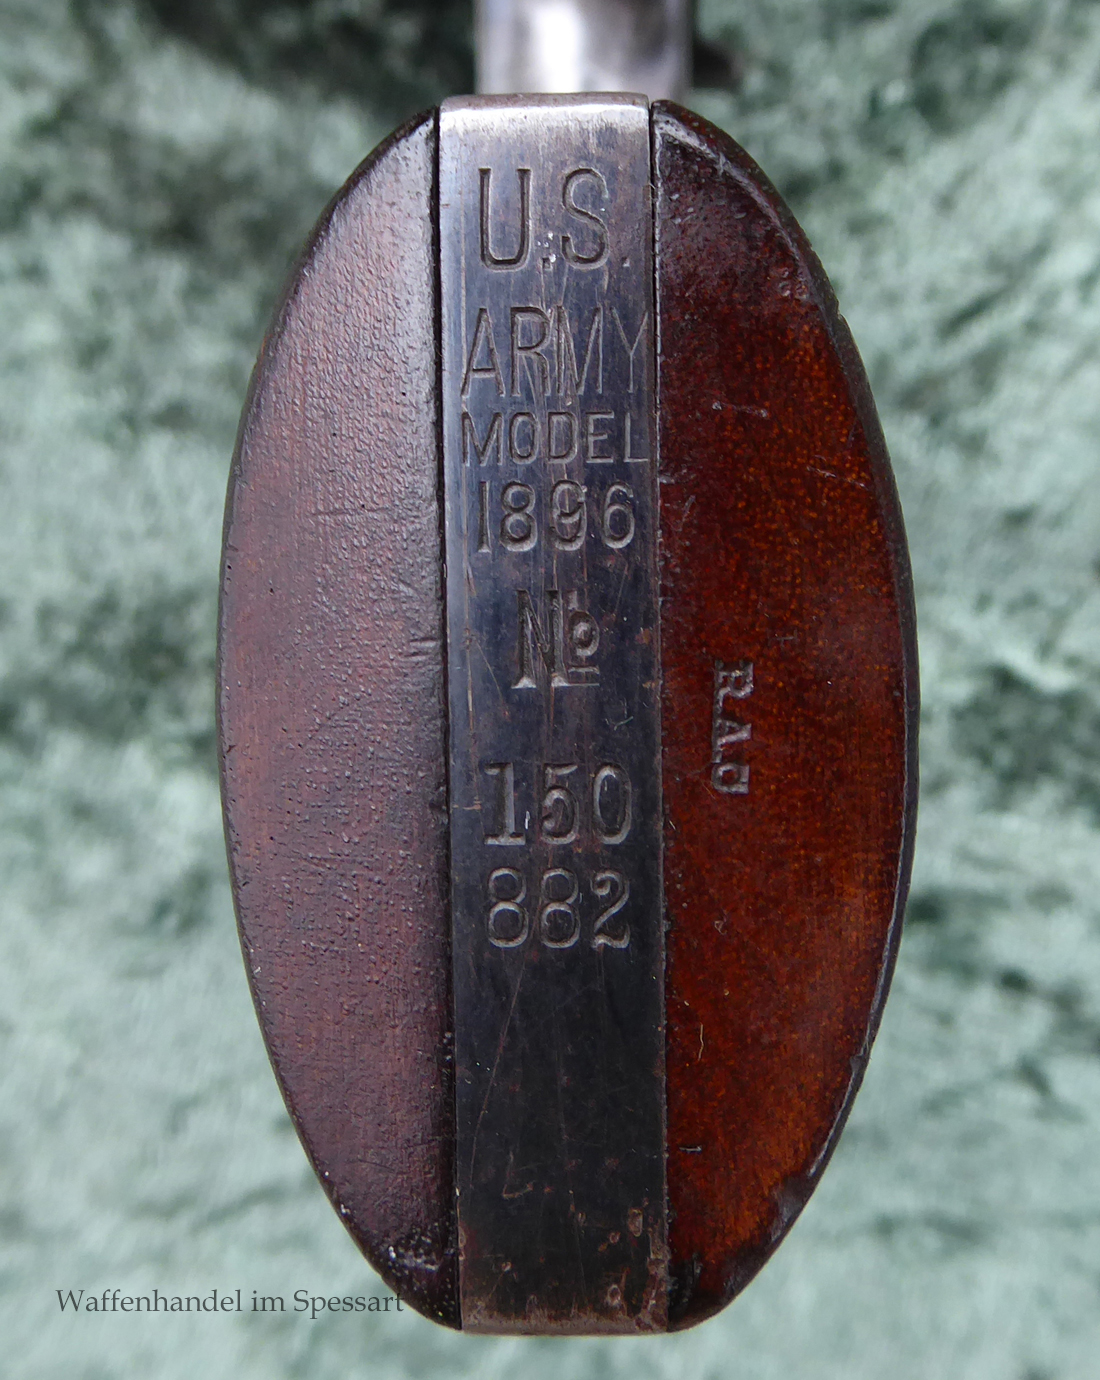 U.S.
ARMY
MODEL
1896
No
150
882
R.A.C.
Waffenhandel im Spessart